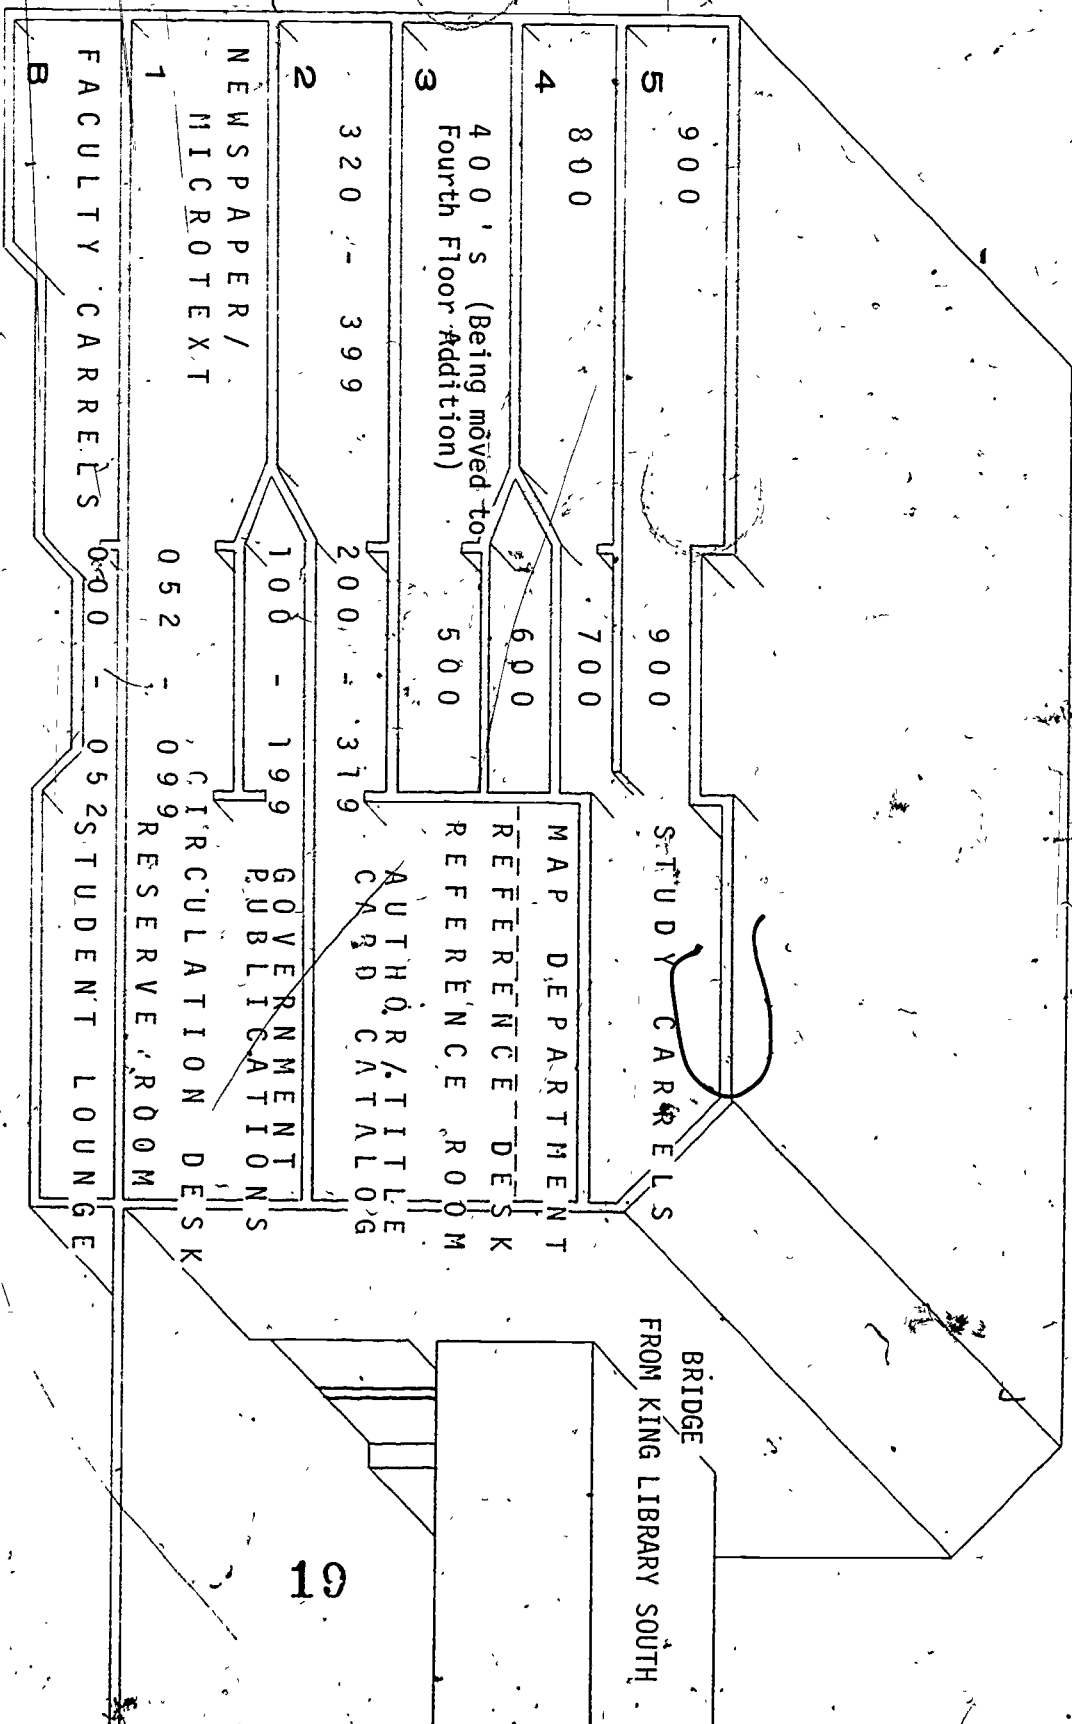 5
900
900
STUDY CARRELS
4
800
700
MAP DEPARTMENT
600
REFERENCE DESK
3
400's (Being moved to
Fourth Floor Addition)
500
REFERENCE ROOM
2
320 - 399
200 - 319
AUTHOR/TITLE
CARD CATALOG
100 - 199
GOVERNMENT
PUBLICATIONS
1
NEWSPAPER/
MICROTEXT
052 - 099
CIRCULATION DESK
RESERVE ROOM
B
FACULTY CARRELS
000 - 052
STUDENT LOUNGE
BRIDGE
FROM KING LIBRARY SOUTH
19